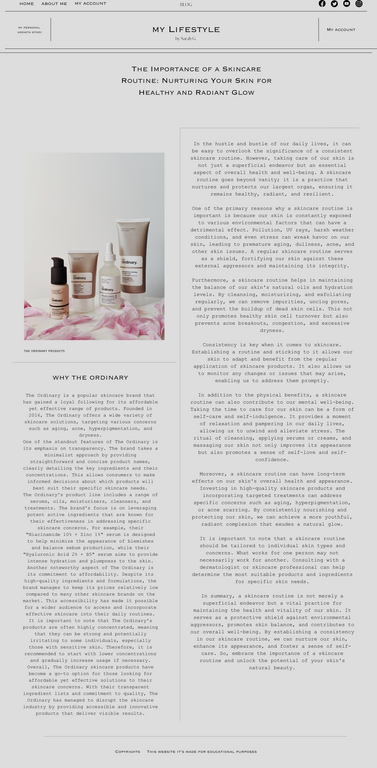 HOME ABOUT ME MY ACCOUNT
BLOG
MY PERSONAL
GROWTH STORY
MY LIFESTYLE
MY ACCOUNT
THE IMPORTANCE OF A SKINCARE
ROUTINE: NURTURING YOUR SKIN FOR
HEALTHY AND RADIANT GLOW
THE ORDINARY PRODUCTS
WHY THE ORDINARY
The Ordinary is a popular skincare brand that
has gained a loyal following for its affordable
yet effective range of products. Founded in
2016, The Ordinary offers a wide variety of
skincare solutions, targeting various concerns
such as aging, acne, hyperpigmentation, and
dryness.
One of the standout features of The Ordinary is
its emphasis on transparency. The brand takes a
minimalist approach by providing
straightforward and concise product names,
clearly detailing the key ingredients and their
concentrations. This allows consumers to make
informed decisions about which products will
best suit their specific skincare needs.
The Ordinary's product line includes a range of
serums, oils, moisturizers, cleansers, and
treatments. The brand's focus is on leveraging
potent active ingredients that are known for
their effectiveness in addressing specific
skincare concerns. For example, their
"Niacinamide 10% + Zinc 1%" serum is designed
to help minimize the appearance of blemishes
and balance sebum production, while their
"Hyaluronic Acid 2% + B5" serum aims to provide
intense hydration and plumpness to the skin.
Another noteworthy aspect of The Ordinary is
its commitment to affordability. Despite its
high-quality ingredients and formulations, the
brand manages to keep its prices relatively low
compared to many other skincare brands on the
market. This accessibility has made it possible
for a wider audience to access and incorporate
effective skincare into their daily routines.
It is important to note that The Ordinary's
products are often highly concentrated, meaning
that they can be strong and potentially
irritating to some individuals, especially
those with sensitive skin. Therefore, it is
recommended to start with lower concentrations
and gradually increase usage if necessary.
Overall, The Ordinary skincare products have
become a go-to option for those looking for
affordable yet effective solutions to their
skincare concerns. With their transparent
ingredient lists and commitment to quality, The
Ordinary has managed to disrupt the skincare
industry by providing accessible and innovative
products that deliver visible results.
In the hustle and bustle of our daily lives, it can
be easy to overlook the significance of a consistent
skincare routine. However, taking care of our skin is
not just a superficial endeavor but an essential
aspect of overall health and well-being. A skincare
routine goes beyond vanity; it is a practice that
nurtures and protects our largest organ, ensuring it
remains healthy, radiant, and resilient.
One of the primary reasons why a skincare routine is
important is because our skin is constantly exposed
to various environmental factors that can have a
detrimental effect. Pollution, UV rays, harsh weather
conditions, and even stress can wreak havoc on our
skin, leading to premature aging, dullness, acne, and
other skin issues. A regular skincare routine serves
as a shield, fortifying our skin against these
external aggressors and maintaining its integrity.
Furthermore, a skincare routine helps in maintaining
the balance of our skin's natural oils and hydration
levels. By cleansing, moisturizing, and exfoliating
regularly, we can remove impurities, unclog pores,
and prevent the buildup of dead skin cells. This not
only promotes healthy skin cell turnover but also
prevents acne breakouts, congestion, and excessive
dryness.
Consistency is key when it comes to skincare.
Establishing a routine and sticking to it allows our
skin to adapt and benefit from the regular
application of skincare products. It also allows us
to monitor any changes or issues that may arise,
enabling us to address them promptly.
In addition to the physical benefits, a skincare
routine can also contribute to our mental well-being.
Taking the time to care for our skin can be a form of
self-care and self-indulgence. It provides a moment
of relaxation and pampering in our daily lives,
allowing us to unwind and alleviate stress. The
ritual of cleansing, applying serums or creams, and
massaging our skin not only improves its appearance
but also promotes a sense of self-love and self-
confidence.
Moreover, a skincare routine can have long-term
effects on our skin's overall health and appearance.
Investing in high-quality skincare products and
incorporating targeted treatments can address
specific concerns such as aging, hyperpigmentation,
or acne scarring. By consistently nourishing and
protecting our skin, we can achieve a more youthful,
radiant complexion that exudes a natural glow.
It is important to note that a skincare routine
should be tailored to individual skin types and
concerns. What works for one person may not
necessarily work for another. Consulting with a
dermatologist or skincare professional can help
determine the most suitable products and ingredients
for specific skin needs.
In summary, a skincare routine is not merely a
superficial endeavor but a vital practice for
maintaining the health and vitality of our skin. It
serves as a protective shield against environmental
aggressors, promotes skin balance, and contributes to
our overall well-being. By establishing a consistency
in our skincare routine, we can nurture our skin,
enhance its appearance, and foster a sense of self-
care. So, embrace the importance of a skincare
routine and unlock the potential of your skin's
natural beauty.
COPYRIGHTS THIS WEBSITE IT'S MADE FOR EDUCATIONAL PURPOSES